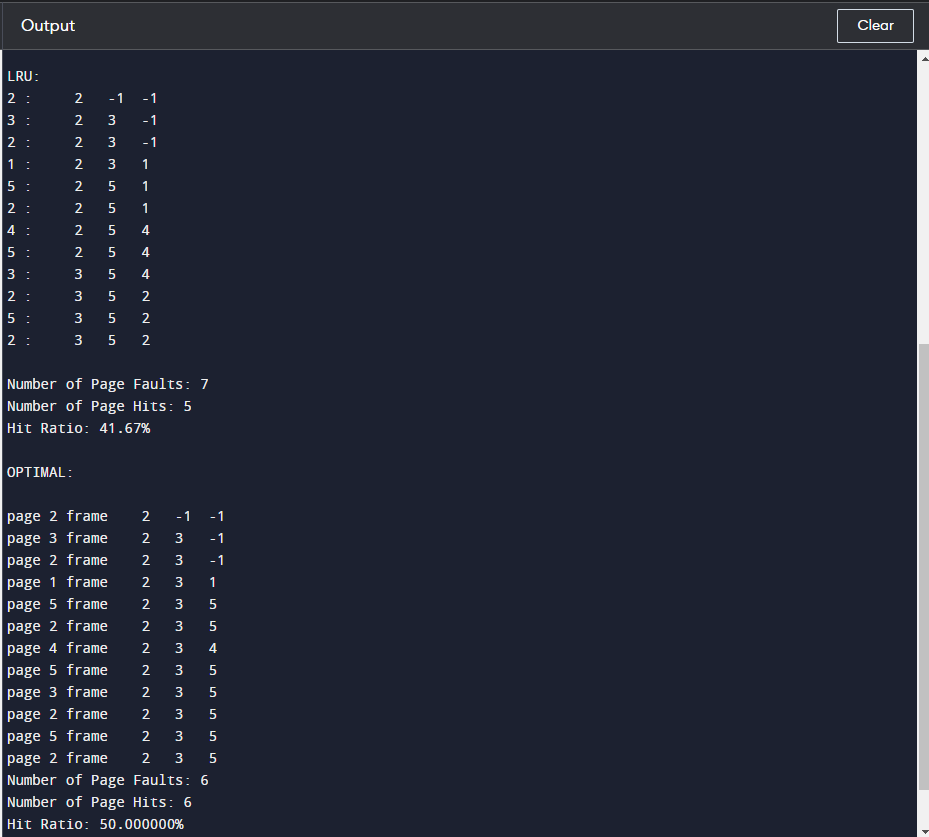 Output
Clear
LRU:
2 :     2   -1  -1
3 :     2   3   -1
2 :     2   3   -1
1 :     2   3   1
5 :     2   5   1
2 :     2   5   1
4 :     2   5   4
5 :     2   5   4
3 :     3   5   4
2 :     3   5   2
5 :     3   5   2
2 :     3   5   2
Number of Page Faults: 7
Number of Page Hits: 5
Hit Ratio: 41.67%
OPTIMAL:
page 2 frame    2   -1  -1
page 3 frame    2   3   -1
page 2 frame    2   3   -1
page 1 frame    2   3   1
page 5 frame    2   3   5
page 2 frame    2   3   5
page 4 frame    2   3   4
page 5 frame    2   3   5
page 3 frame    2   3   5
page 2 frame    2   3   5
page 5 frame    2   3   5
page 2 frame    2   3   5
Number of Page Faults: 6
Number of Page Hits: 6
Hit Ratio: 50.000000%